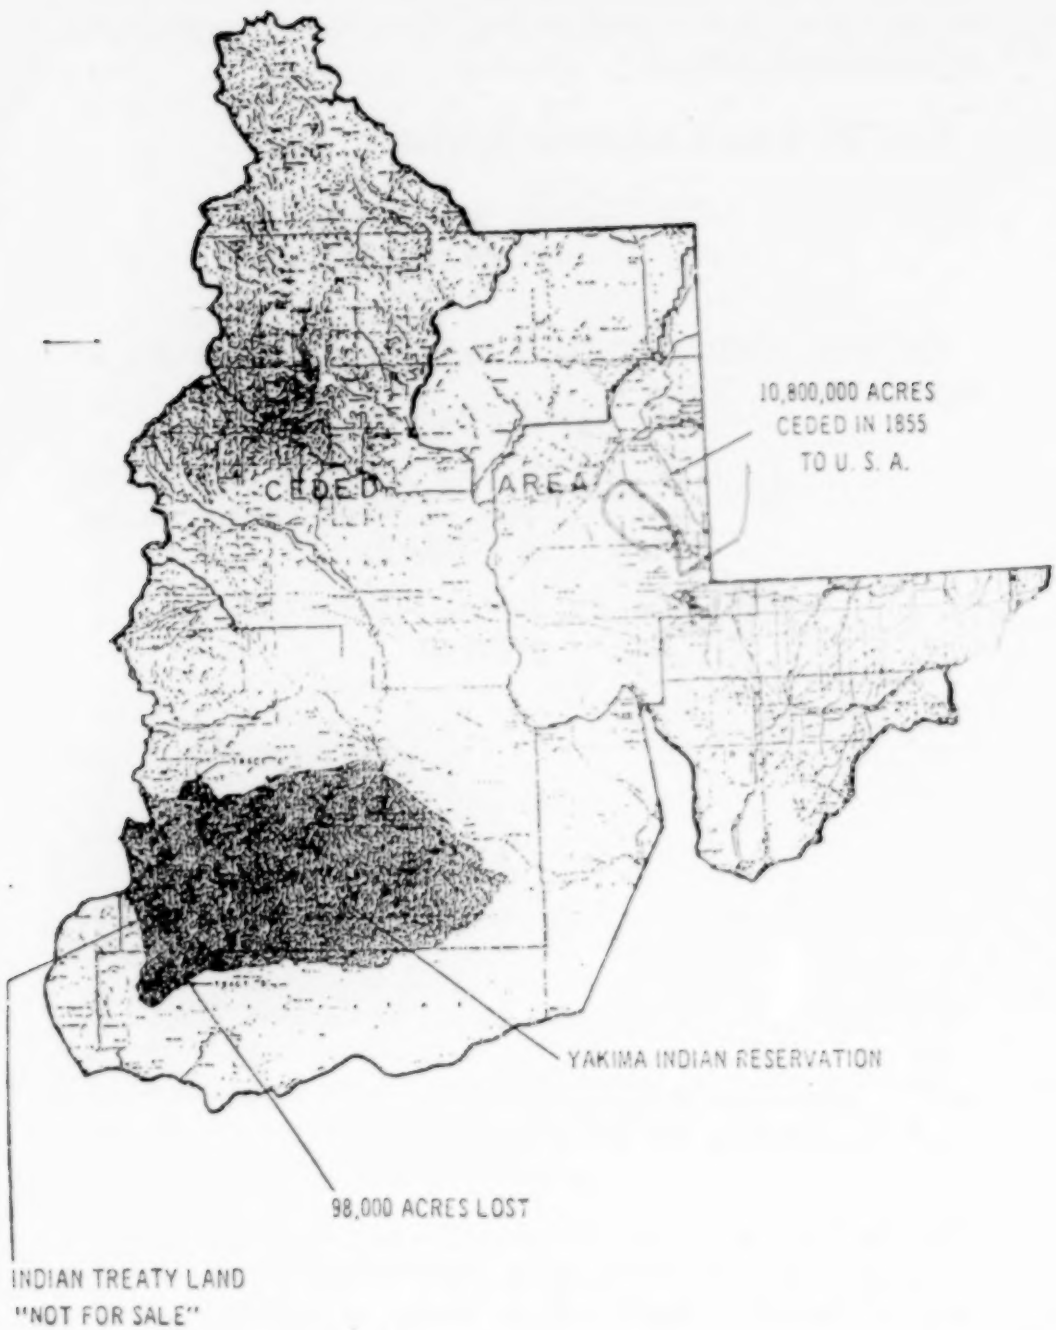 10,800,000 ACRES
CEDED IN 1855
TO U. S. A.
CEDED AREA
YAKIMA INDIAN RESERVATION
98,000 ACRES LOST
INDIAN TREATY LAND
"NOT FOR SALE"